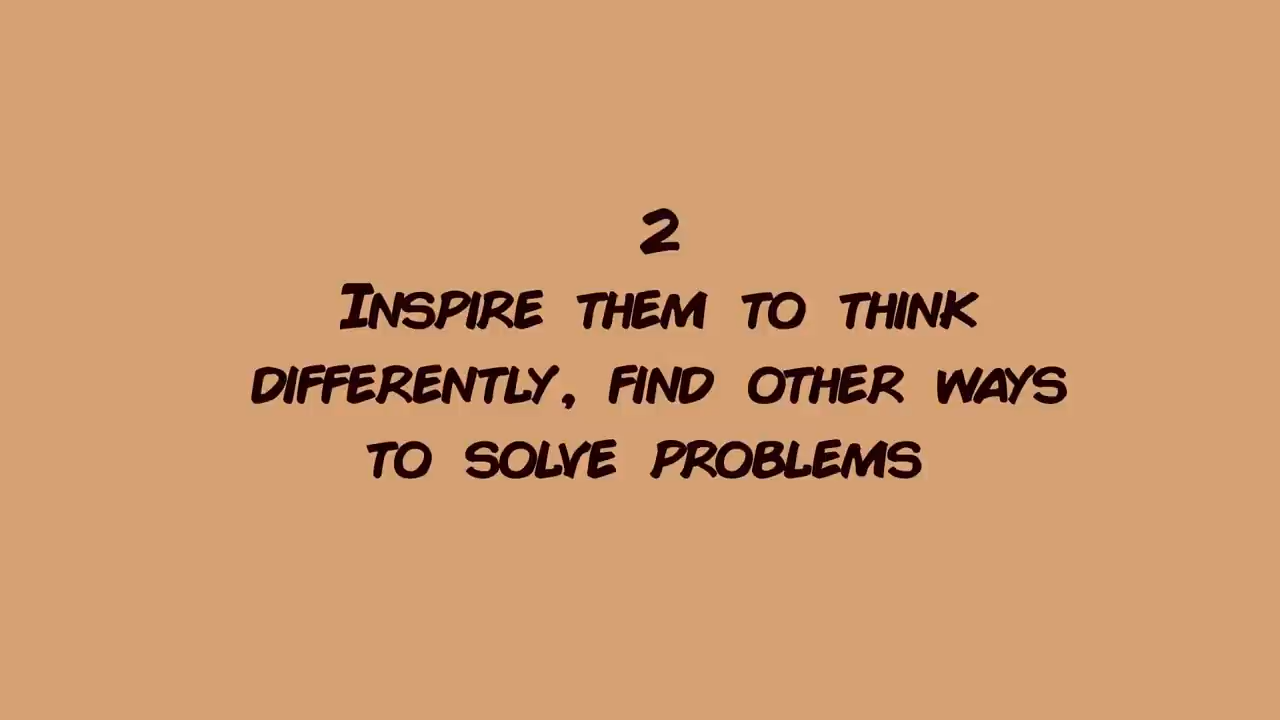 2
Inspire them to think
differently, find other ways
to solve problems